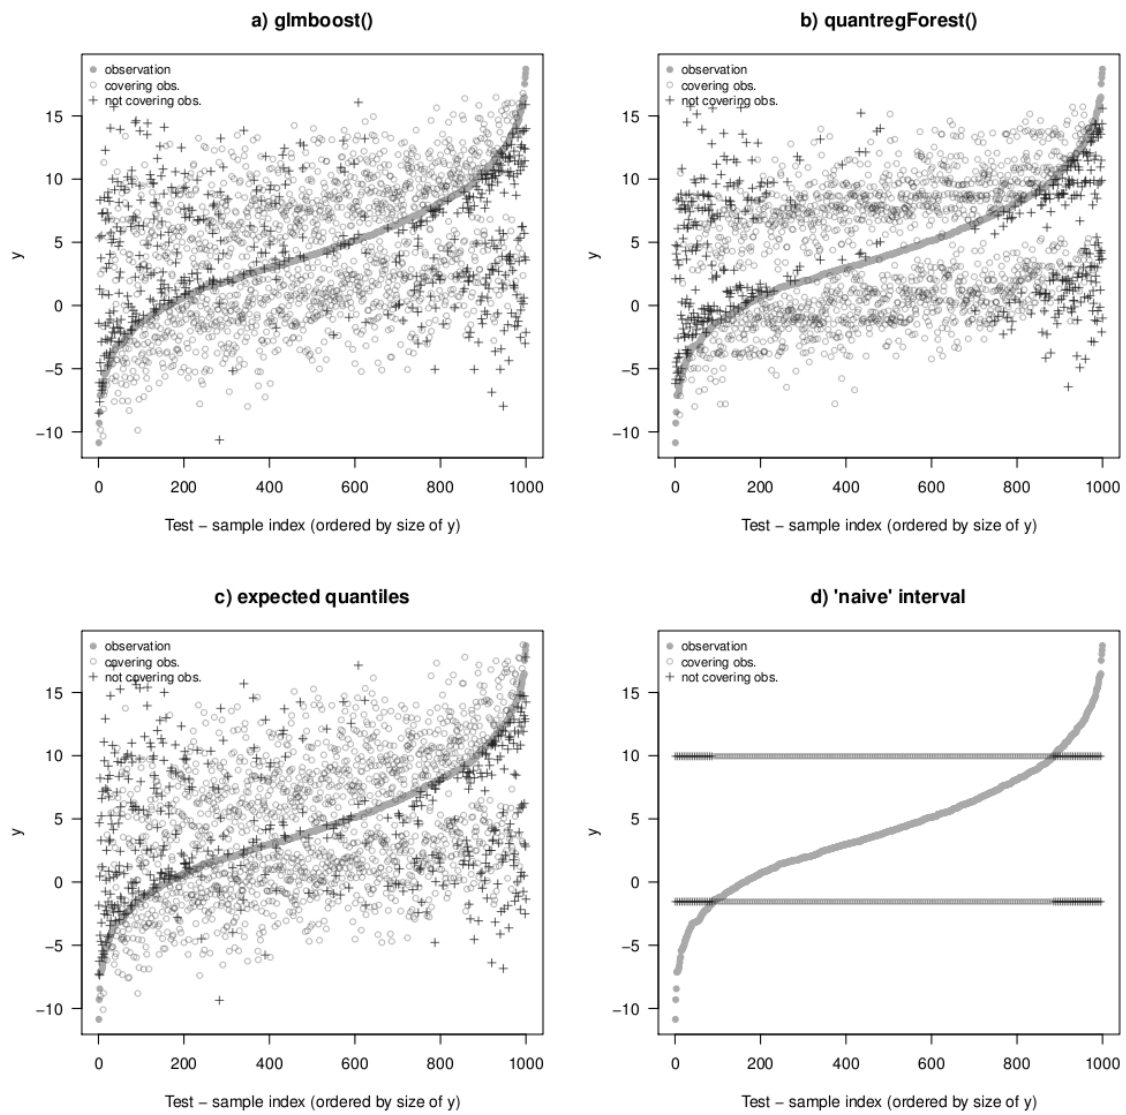 a) glmboost()
observation
covering obs.
not covering obs.
15
10
5
0
−5
−10
y
0 200 400 600 800 1000
Test − sample index (ordered by size of y)
b) quantregForest()
observation
covering obs.
not covering obs.
15
10
5
0
−5
−10
y
0 200 400 600 800 1000
Test − sample index (ordered by size of y)
c) expected quantiles
observation
covering obs.
not covering obs.
15
10
5
0
−5
−10
y
0 200 400 600 800 1000
Test − sample index (ordered by size of y)
d) 'naive' interval
observation
covering obs.
not covering obs.
15
10
5
0
−5
−10
y
0 200 400 600 800 1000
Test − sample index (ordered by size of y)